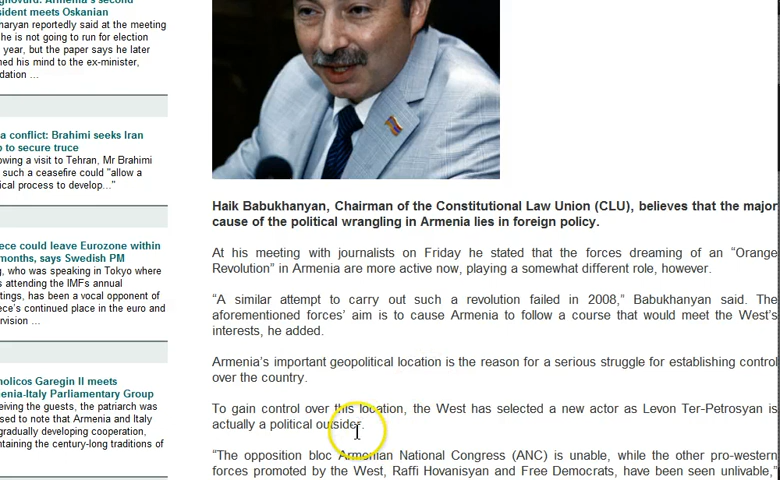 sident meets Oskanian
haryan reportedly said at the meeting
he is not going to run for election
year, but the paper says he later
ned his mind to the ex-minister,
dation ...
a conflict: Brahimi seeks Iran
to secure truce
owing a visit to Tehran, Mr Brahimi
such a ceasefire could "allow a
ical process to develop..."
ece could leave Eurozone within
months, says Swedish PM
, who was speaking in Tokyo where
s attending the IMFs annual
tings, has been a vocal opponent of
ece's continued place in the euro and
rvision ...
holicos Garegin II meets
enia-Italy Parliamentary Group
eiving the guests, the patriarch was
sed to note that Armenia and Italy
gradually developing cooperation,
ntaining the century-long traditions of
Haik Babukhanyan, Chairman of the Constitutional Law Union (CLU), believes that the major
cause of the political wrangling in Armenia lies in foreign policy.
At his meeting with journalists on Friday he stated that the forces dreaming of an “Orange
Revolution” in Armenia are more active now, playing a somewhat different role, however.
“A similar attempt to carry out such a revolution failed in 2008,” Babukhanyan said. The
aforementioned forces’ aim is to cause Armenia to follow a course that would meet the West’s
interests, he added.
Armenia’s important geopolitical location is the reason for a serious struggle for establishing control
over the country.
To gain control over this location, the West has selected a new actor as Levon Ter-Petrosyan is
actually a political outsider.
“The opposition bloc Armenian National Congress (ANC) is unable, while the other pro-western
forces promoted by the West, Raffi Hovanisyan and Free Democrats, have been seen unlivable,”